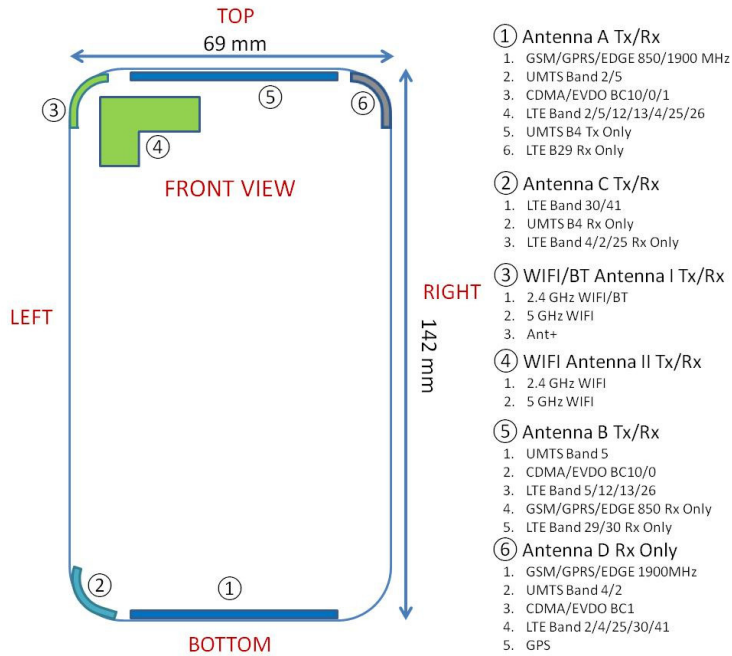 TOP
69 mm
③
⑤
⑥
④
FRONT VIEW
LEFT
RIGHT
142 mm
②
①
BOTTOM
① Antenna A Tx/Rx
1. GSM/GPRS/EDGE 850/1900 MHz
2. UMTS Band 2/5
3. CDMA/EVDO BC10/0/1
4. LTE Band 2/5/12/13/4/25/26
5. UMTS B4 Tx Only
6. LTE B29 Rx Only
② Antenna C Tx/Rx
1. LTE Band 30/41
2. UMTS B4 Rx Only
3. LTE Band 4/2/25 Rx Only
③ WIFI/BT Antenna I Tx/Rx
1. 2.4 GHz WIFI/BT
2. 5 GHz WIFI
3. Ant+
④ WIFI Antenna II Tx/Rx
1. 2.4 GHz WIFI
2. 5 GHz WIFI
⑤ Antenna B Tx/Rx
1. UMTS Band 5
2. CDMA/EVDO BC10/0
3. LTE Band 5/12/13/26
4. GSM/GPRS/EDGE 850 Rx Only
5. LTE Band 29/30 Rx Only
⑥ Antenna D Rx Only
1. GSM/GPRS/EDGE 1900MHz
2. UMTS Band 4/2
3. CDMA/EVDO BC1
4. LTE Band 2/4/25/30/41
5. GPS